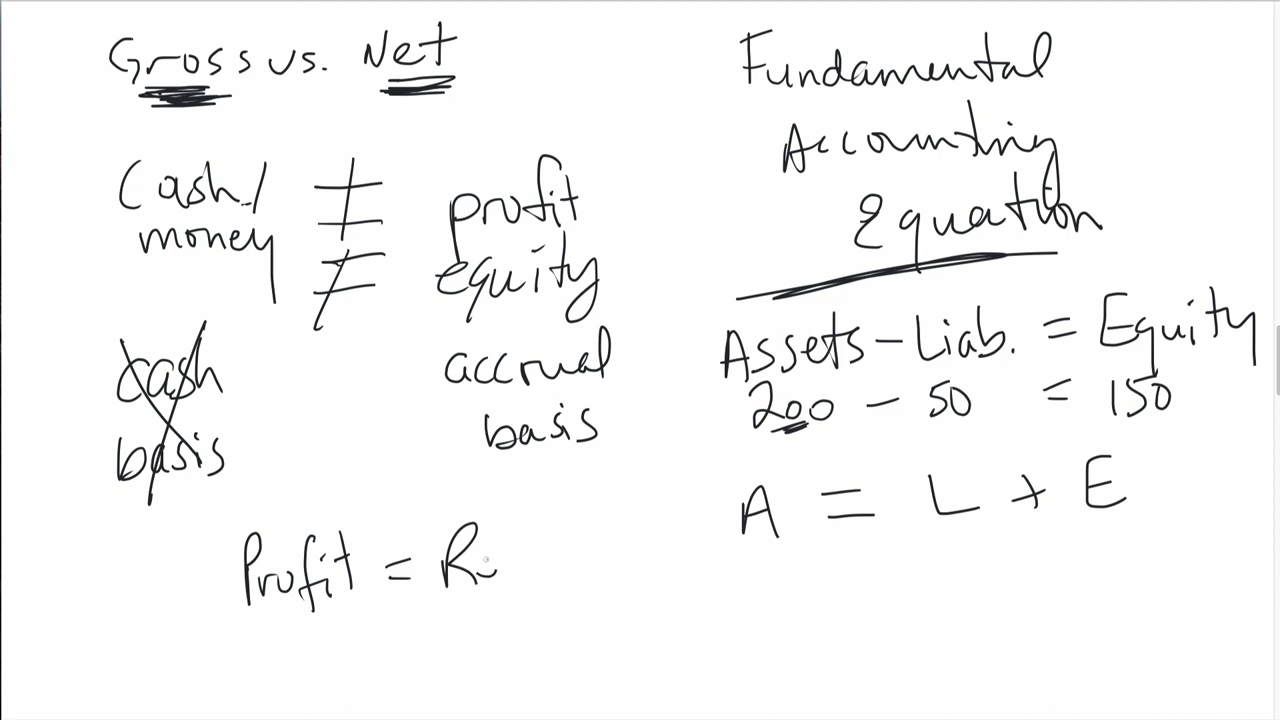 Gross vs. Net
Cash/ ≠ profit
money ≠ equity
cash accrual
basis basis
Profit = R
Fundamental
Accounting
Equation
Assets - Liab. = Equity
200 - 50 = 150
A = L + E